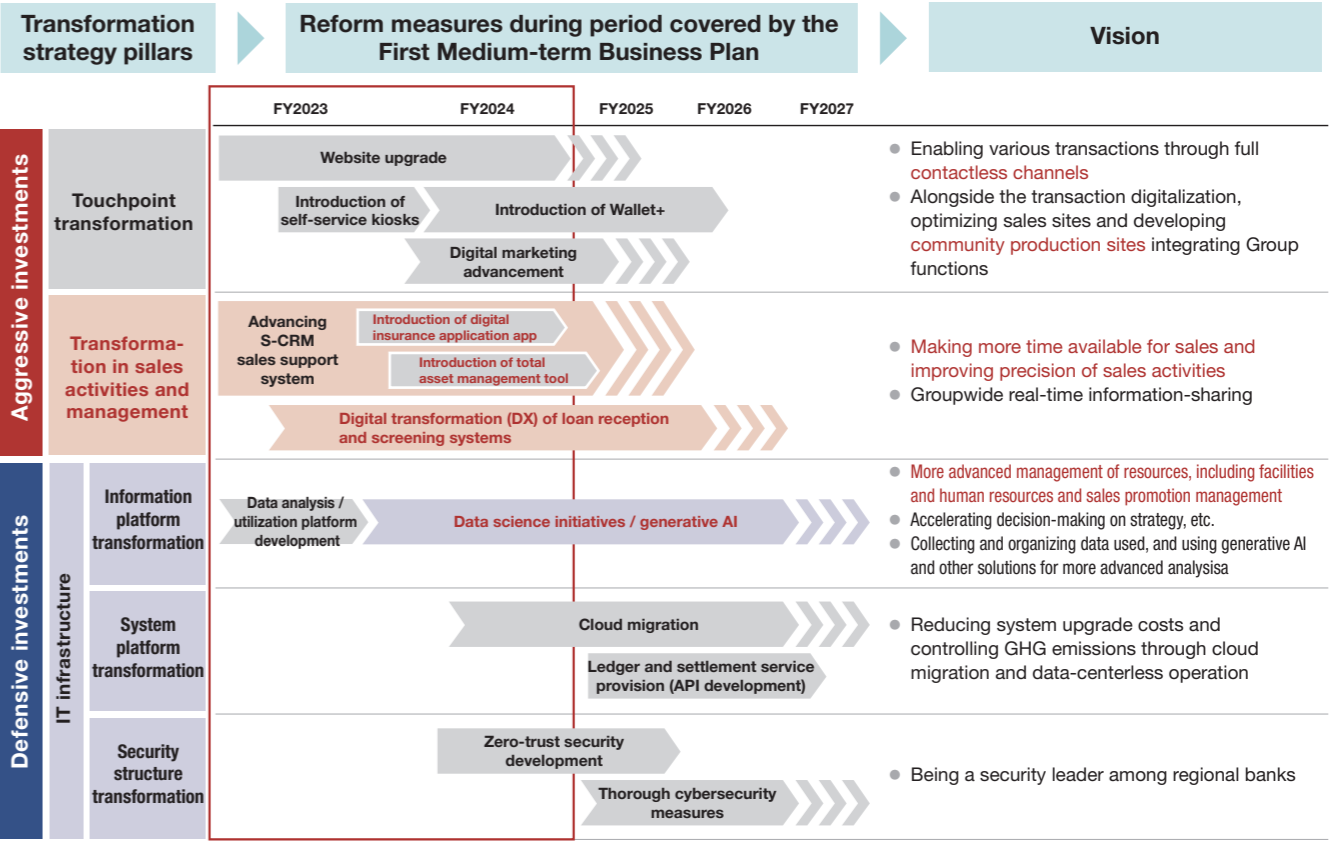 Transformation
strategy pillars
Reform measures during period covered by the
First Medium-term Business Plan
Vision
FY2023
FY2024
FY2025
FY2026
FY2027
Aggressive investments
Touchpoint
transformation
Website upgrade
Introduction of
self-service kiosks
Introduction of Wallet+
Digital marketing
advancement
Enabling various transactions through full
contactless channels
Alongside the transaction digitalization,
optimizing sales sites and developing
community production sites integrating Group
functions
Transforma-
tion in sales
activities and
management
Advancing
S-CRM
sales support
system
Introduction of digital
insurance application app
Introduction of total
asset management tool
Digital transformation (DX) of loan reception
and screening systems
Making more time available for sales and
improving precision of sales activities
Groupwide real-time information-sharing
Defensive investments
IT infrastructure
Information
platform
transformation
Data analysis /
utilization platform
development
Data science initiatives / generative AI
More advanced management of resources, including facilities
and human resources and sales promotion management
Accelerating decision-making on strategy, etc.
Collecting and organizing data used, and using generative AI
and other solutions for more advanced analysisa
System
platform
transformation
Cloud migration
Ledger and settlement service
provision (API development)
Reducing system upgrade costs and
controlling GHG emissions through cloud
migration and data-centerless operation
Security
structure
transformation
Zero-trust security
development
Thorough cybersecurity
measures
Being a security leader among regional banks